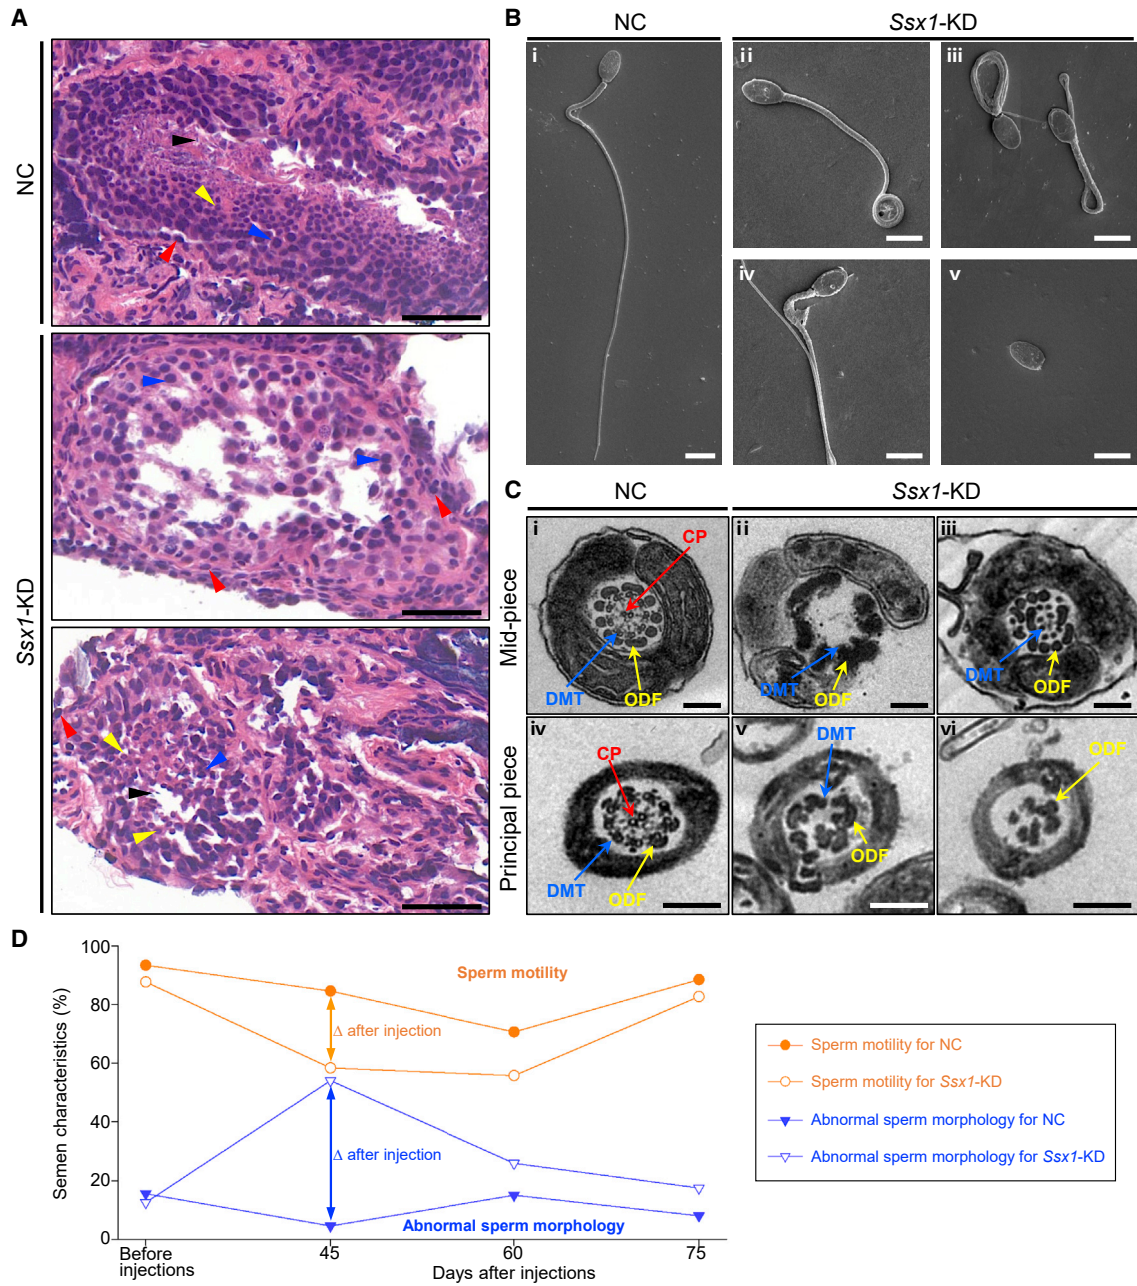 A
NC
Ssx1-KD
B
NC
Ssx1-KD
i
ii
iii
iv
v
C
NC
Ssx1-KD
Mid-piece
i
CP
DMT
ODF
ii
DMT
ODF
iii
DMT
ODF
Principal piece
iv
CP
DMT
ODF
v
DMT
ODF
vi
ODF
D
Semen characteristics (%)
100
80
60
40
20
0
Sperm motility
Δ after injection
Δ after injection
Abnormal sperm morphology
Before
injections
45
60
75
Days after injections
Sperm motility for NC
Sperm motility for Ssx1-KD
Abnormal sperm morphology for NC
Abnormal sperm morphology for Ssx1-KD